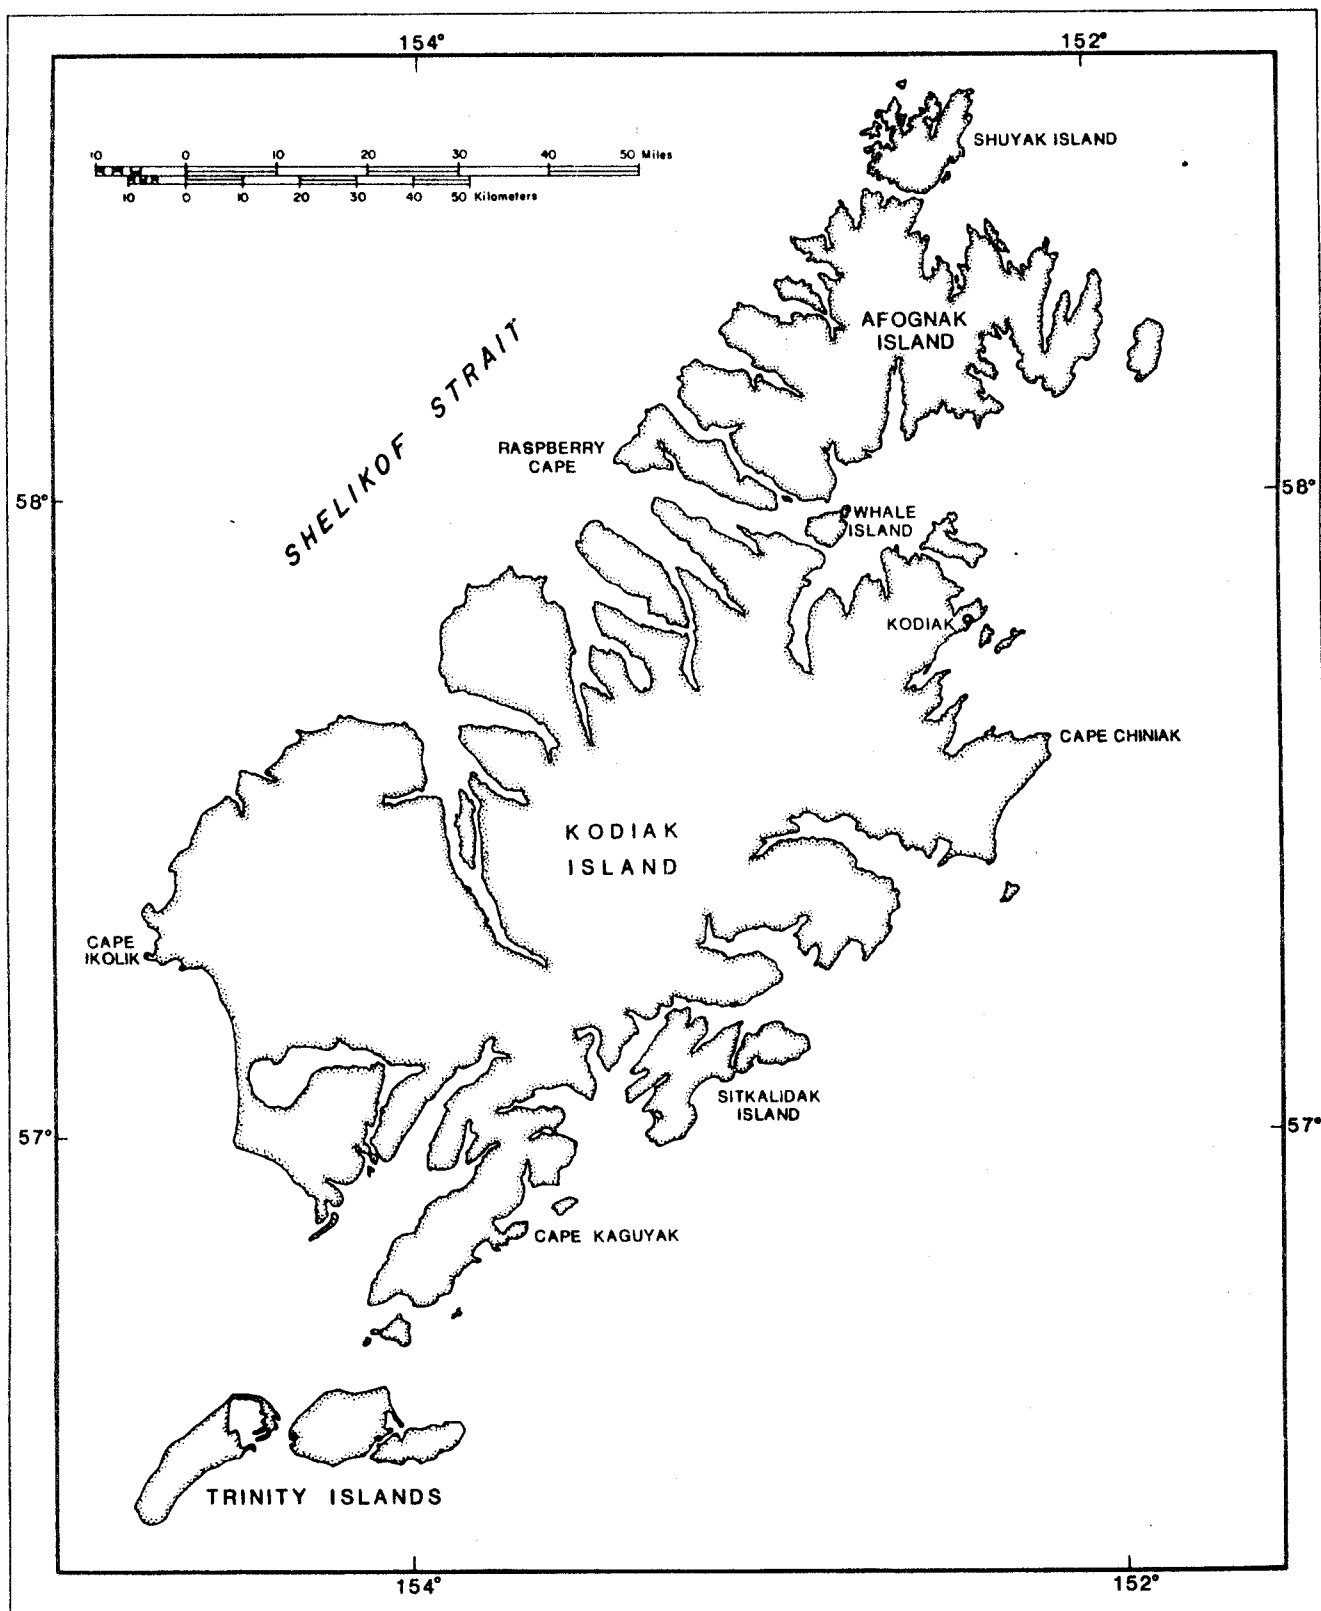 154°
152°
SHUYAK ISLAND
10 0 10 20 30 40 50 Miles
10 0 10 20 30 40 50 Kilometers
AFOGNAK
ISLAND
SHELIKOF STRAIT
RASPBERRY
CAPE
58°
58°
WHALE
ISLAND
KODIAK
CAPE CHINIAK
KODIAK
ISLAND
CAPE
IKOLIK
SITKALIDAK
ISLAND
57°
57°
CAPE KAGUYAK
TRINITY ISLANDS
154°
152°